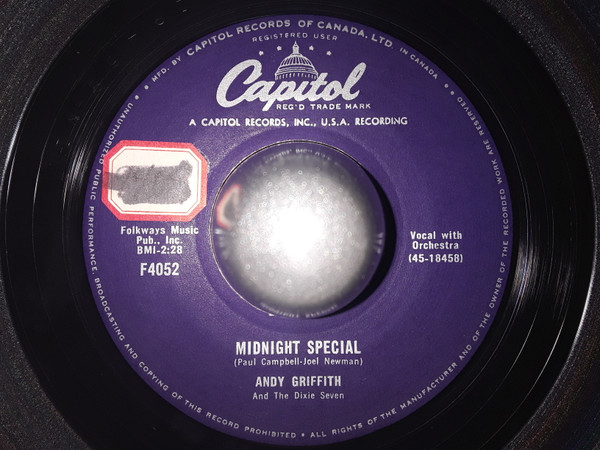 • MFD. BY CAPITOL RECORDS OF CANADA, LTD. IN CANADA •
REGISTERED USER
Capitol
REG'D TRADE MARK
A CAPITOL RECORDS, INC., U.S.A. RECORDING
Folkways Music
Pub., Inc.
BMI-2:28
F4052
Vocal with
Orchestra
(45-18458)
MIDNIGHT SPECIAL
(Paul Campbell-Joel Newman)
ANDY GRIFFITH
And The Dixie Seven
• UNAUTHORIZED PUBLIC PERFORMANCE, BROADCASTING AND COPYING OF THIS RECORD PROHIBITED • ALL RIGHTS OF THE MANUFACTURER AND OF THE OWNER OF THE RECORDED WORK ARE RESERVED •